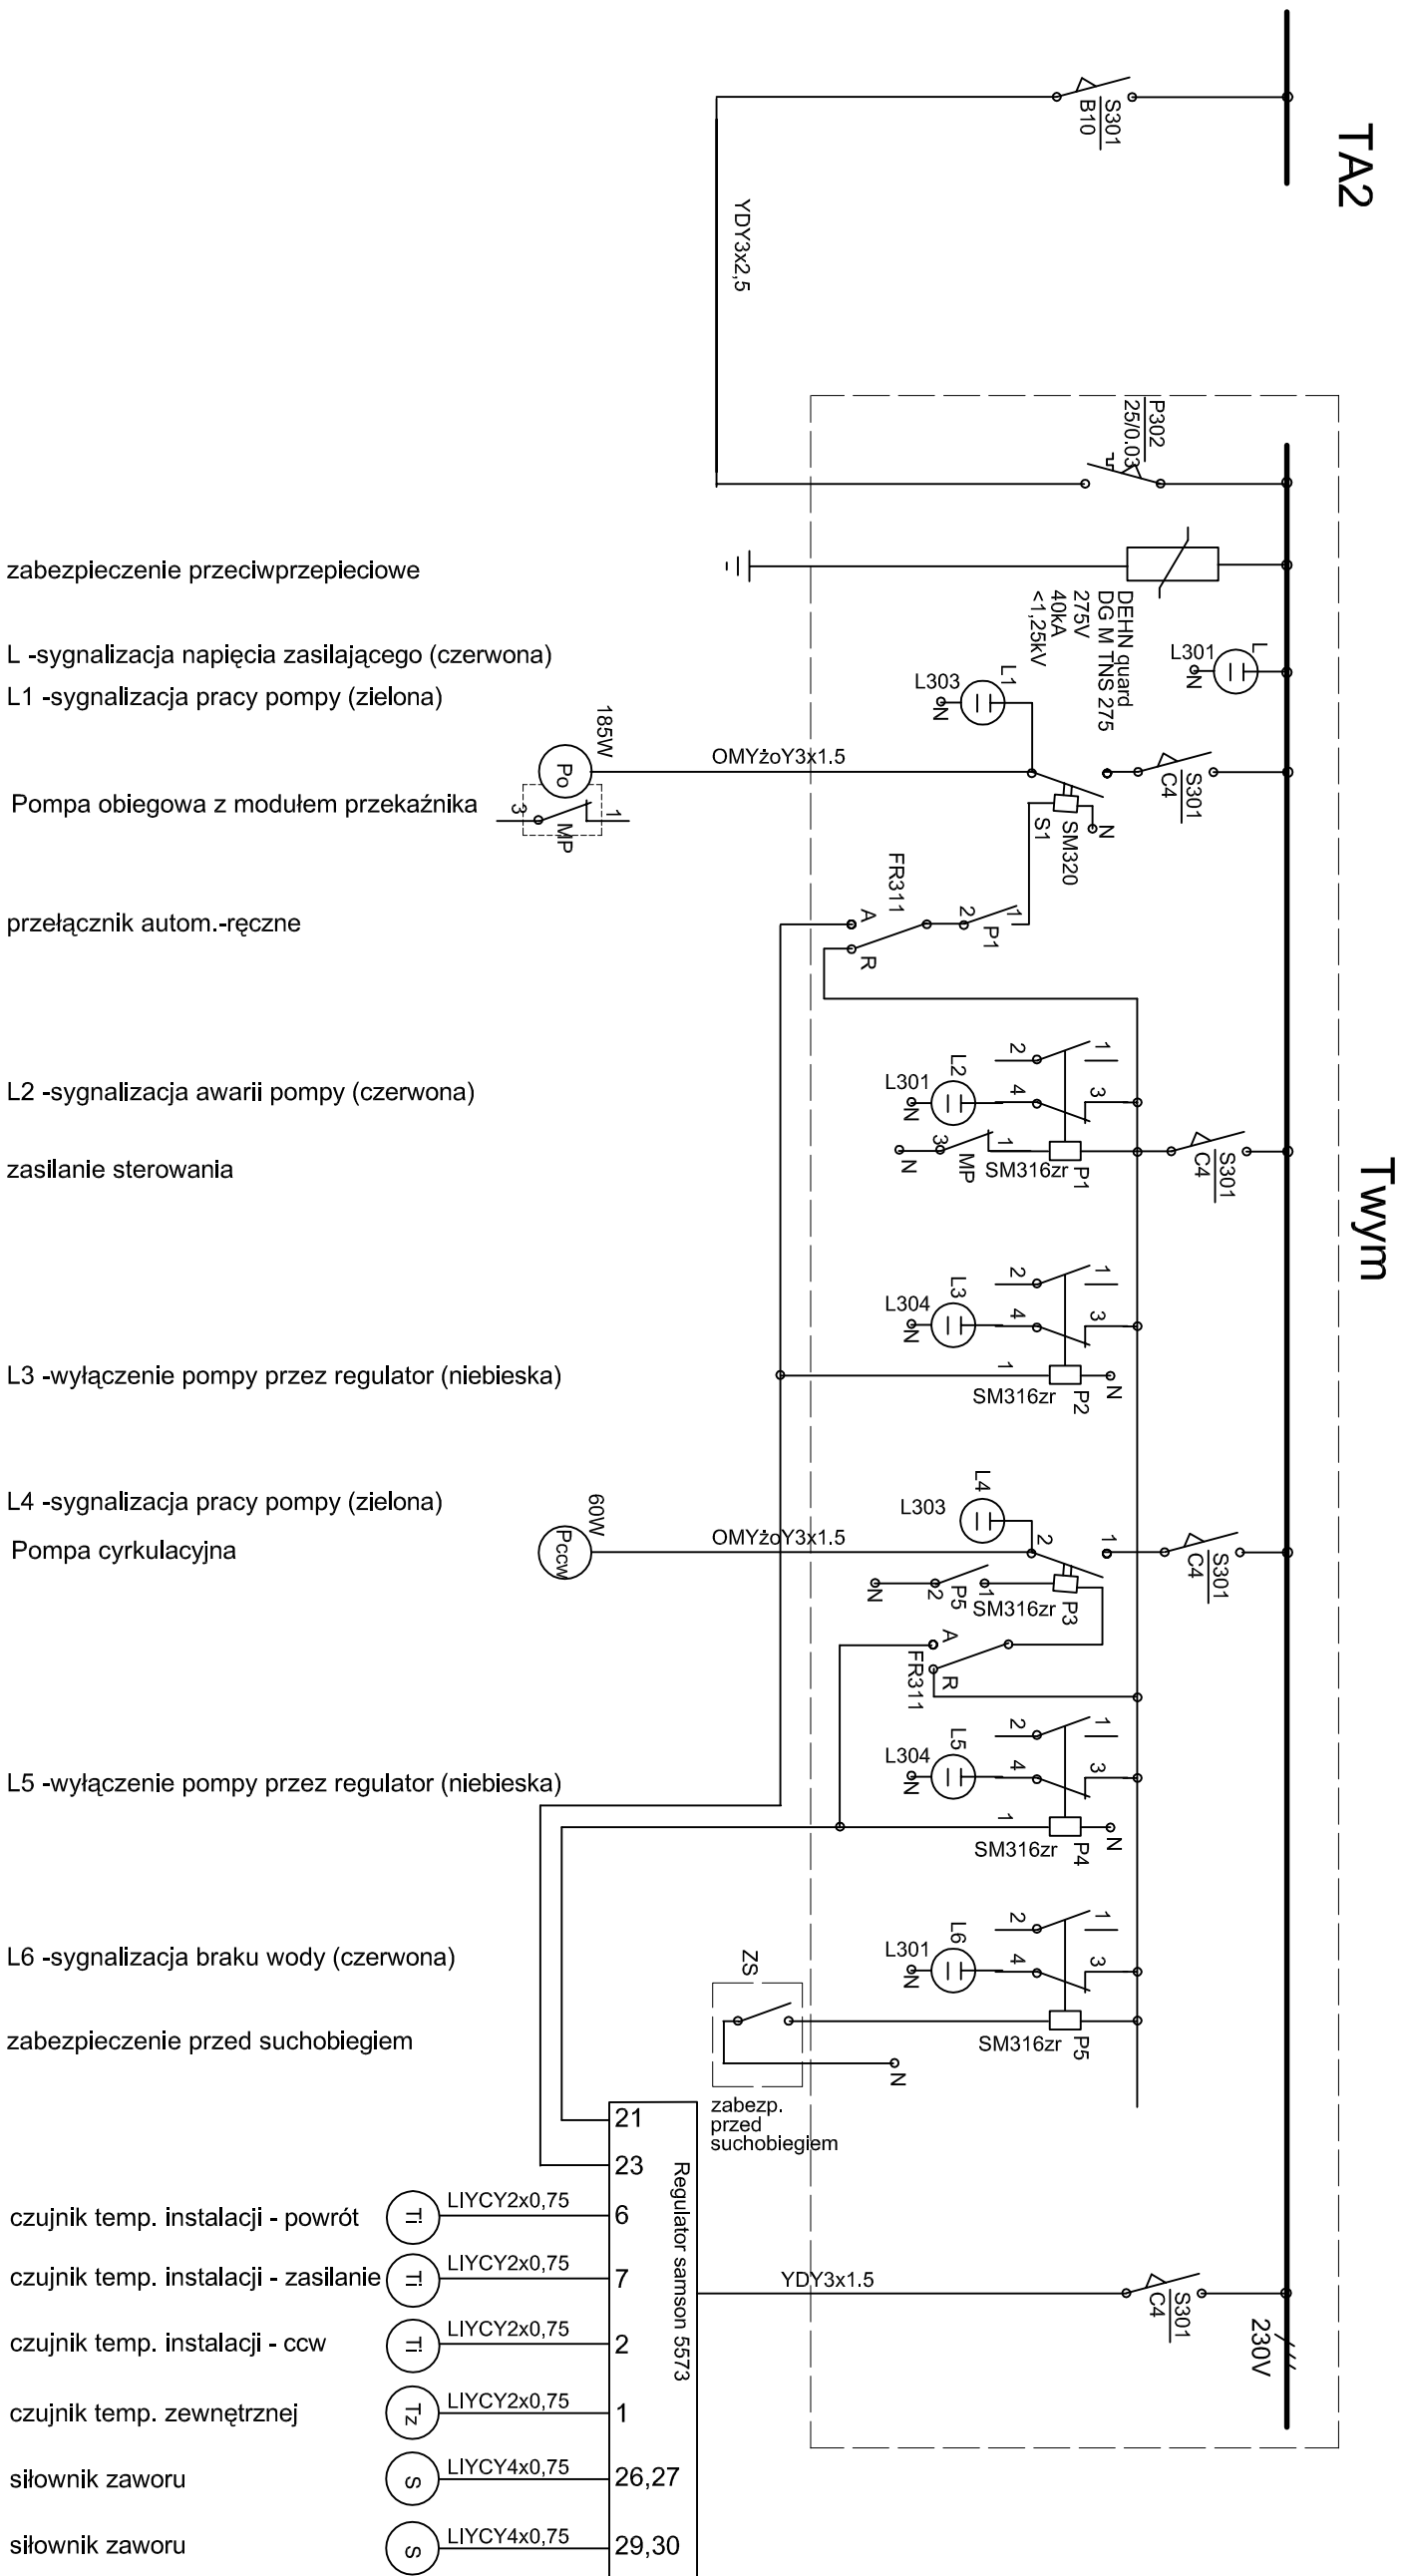 TA2
S301
B10
YDY3x2,5
P302
25/0.03
zabezpieczenie przeciwprzepieciowe
DEHN quard
DG M TNS 275
275V
40kA
<1,25kV
L -sygnalizacja napięcia zasilającego (czerwona)
L
L301
N
L1 -sygnalizacja pracy pompy (zielona)
L1
L303
N
185W
Po
OMYżoY3x1.5
S301
C4
Pompa obiegowa z modułem przekaźnika
3
1
MP
S1
SM320
N
przełącznik autom.-ręczne
FR311
A
R
2
1
P1
Twym
L2 -sygnalizacja awarii pompy (czerwona)
2
1
L2
L301
N
4
3
zasilanie sterowania
N
3
MP
1
SM316zr
P1
S301
C4
2
1
L3
L304
N
4
3
L3 -wyłączenie pompy przez regulator (niebieska)
1
SM316zr
P2
N
L4 -sygnalizacja pracy pompy (zielona)
L4
L303
Pompa cyrkulacyjna
60W
Pccw
OMYżoY3x1.5
2
1
S301
C4
N
2
P5
1
SM316zr
P3
A
R
FR311
2
1
L5
L304
N
4
3
L5 -wyłączenie pompy przez regulator (niebieska)
1
SM316zr
P4
N
2
1
L6
L301
N
4
3
L6 -sygnalizacja braku wody (czerwona)
ZS
zabezpieczenie przed suchobiegiem
SM316zr
P5
N
zabezp.
przed
suchobiegiem
21
23
Regulator samson 5573
czujnik temp. instalacji - powrót
Ti
LIYCY2x0,75
6
czujnik temp. instalacji - zasilanie
Ti
LIYCY2x0,75
7
YDY3x1.5
S301
C4
230V
czujnik temp. instalacji - ccw
Ti
LIYCY2x0,75
2
czujnik temp. zewnętrznej
Tz
LIYCY2x0,75
1
siłownik zaworu
S
LIYCY4x0,75
26,27
siłownik zaworu
S
LIYCY4x0,75
29,30